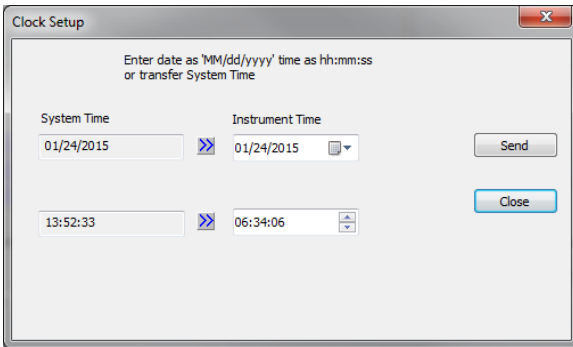 Clock Setup
Enter date as 'MM/dd/yyyy' time as hh:mm:ss
or transfer System Time
System Time
Instrument Time
01/24/2015
>>
01/24/2015
Send
Close
13:52:33
>>
06:34:06